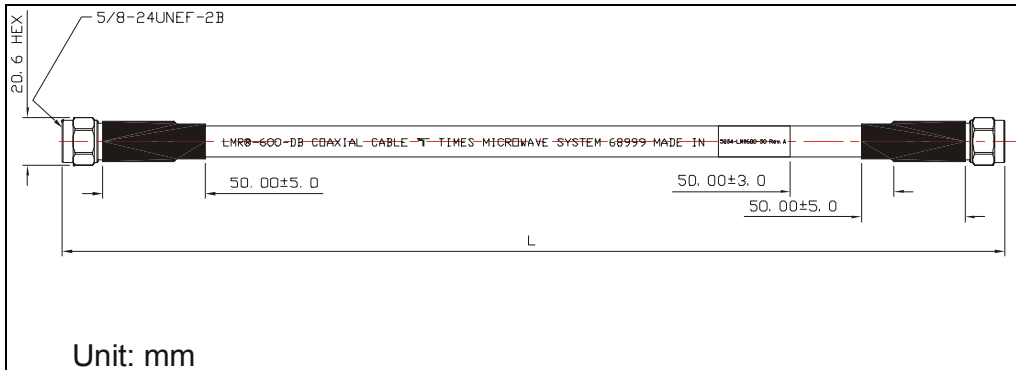 5/8-24UNEF-2B
20.6 HEX
LMR®-600-DB COAXIAL CABLE T TIMES MICROWAVE SYSTEM 68999 MADE IN
Rev. A
50.00±5.0
50.00±3.0
50.00±5.0
L
Unit: mm